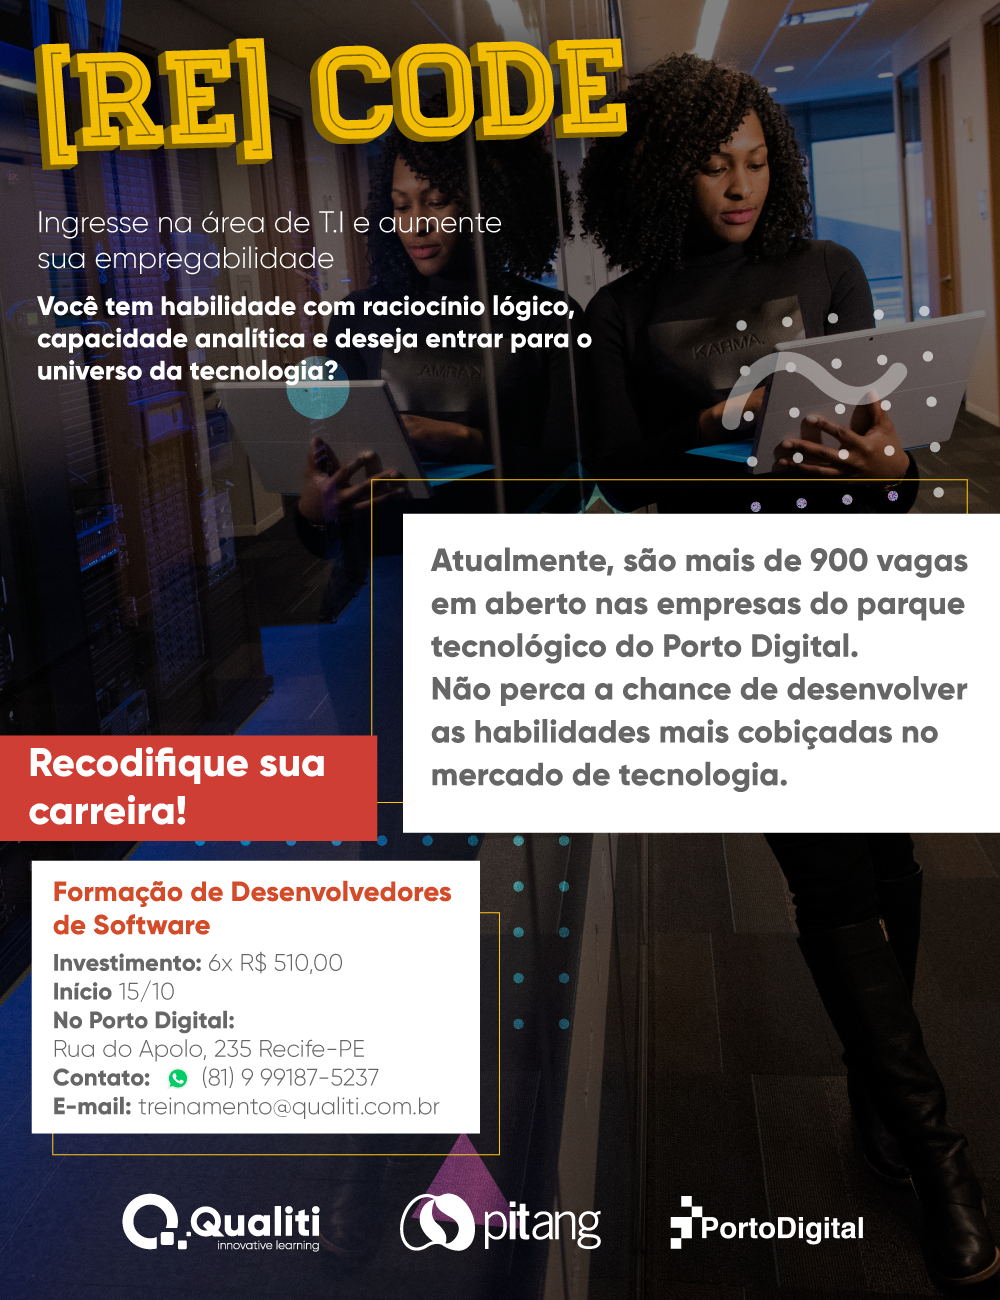 [RE] CODE
Ingresse na área de T.I e aumente
sua empregabilidade
Você tem habilidade com raciocínio lógico,
capacidade analítica e deseja entrar para o
universo da tecnologia?
KARMA.
Atualmente, são mais de 900 vagas
em aberto nas empresas do parque
tecnológico do Porto Digital.
Não perca a chance de desenvolver
as habilidades mais cobiçadas no
mercado de tecnologia.
Recodifique sua
carreira!
Formação de Desenvolvedores
de Software
Investimento: 6x R$ 510,00
Início 15/10
No Porto Digital:
Rua do Apolo, 235 Recife-PE
Contato: (81) 9 99187-5237
E-mail: treinamento@qualiti.com.br
Qualiti
innovative learning
pitang
PortoDigital